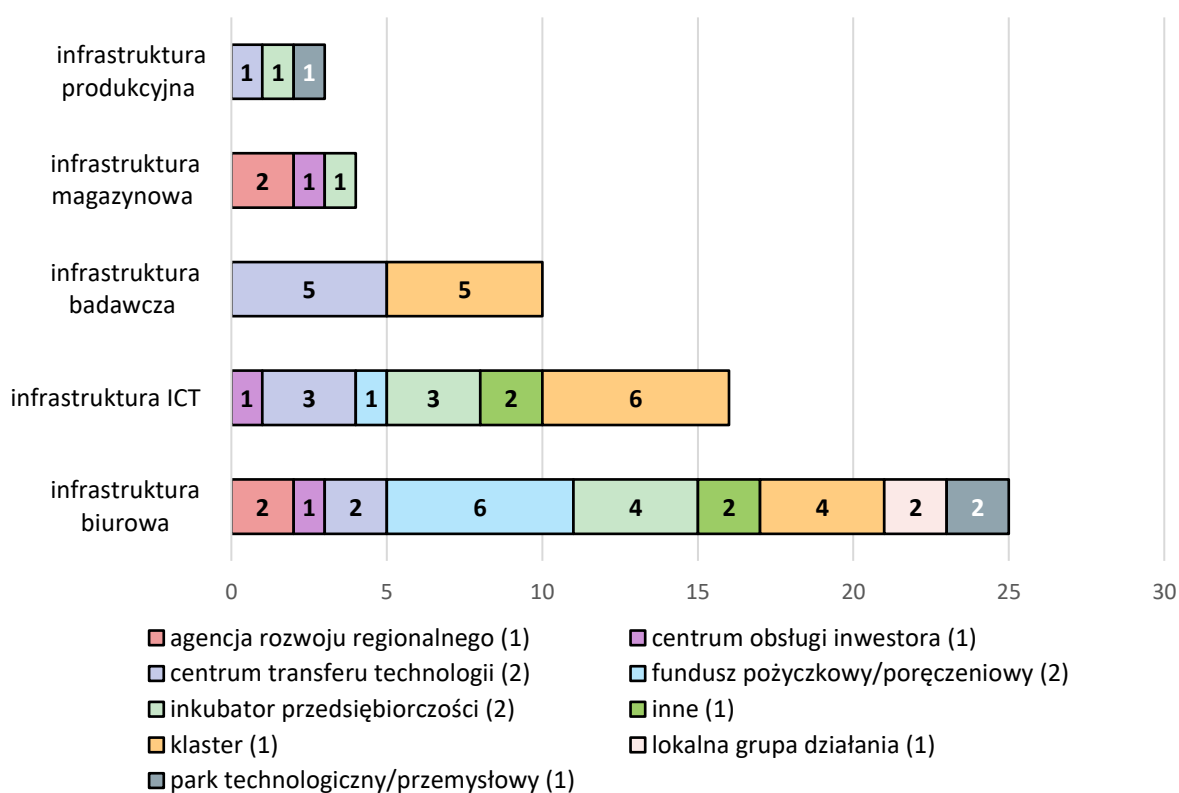 infrastruktura
produkcyjna
1 1 1
infrastruktura
magazynowa
2 1 1
infrastruktura
badawcza
5 5
infrastruktura ICT
1 3 1 3 2 6
infrastruktura
biurowa
2 1 2 6 4 2 4 2 2
0 5 10 15 20 25 30
agencja rozwoju regionalnego (1)
centrum obsługi inwestora (1)
centrum transferu technologii (2)
fundusz pożyczkowy/poręczeniowy (2)
inkubator przedsiębiorczości (2)
inne (1)
klaster (1)
lokalna grupa działania (1)
park technologiczny/przemysłowy (1)